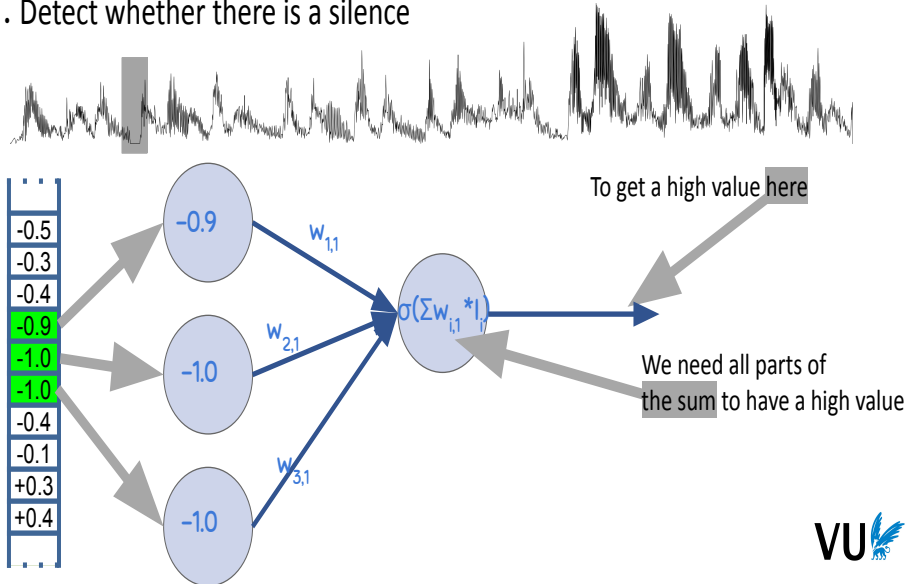 . Detect whether there is a silence
To get a high value here
-0.5
-0.3
-0.4
-0.9
-1.0
-1.0
-0.4
-0.1
+0.3
+0.4
-0.9
-1.0
-1.0
w1,1
w2,1
w3,1
σ(Σwi,1 *Ii)
We need all parts of
the sum to have a high value
VU